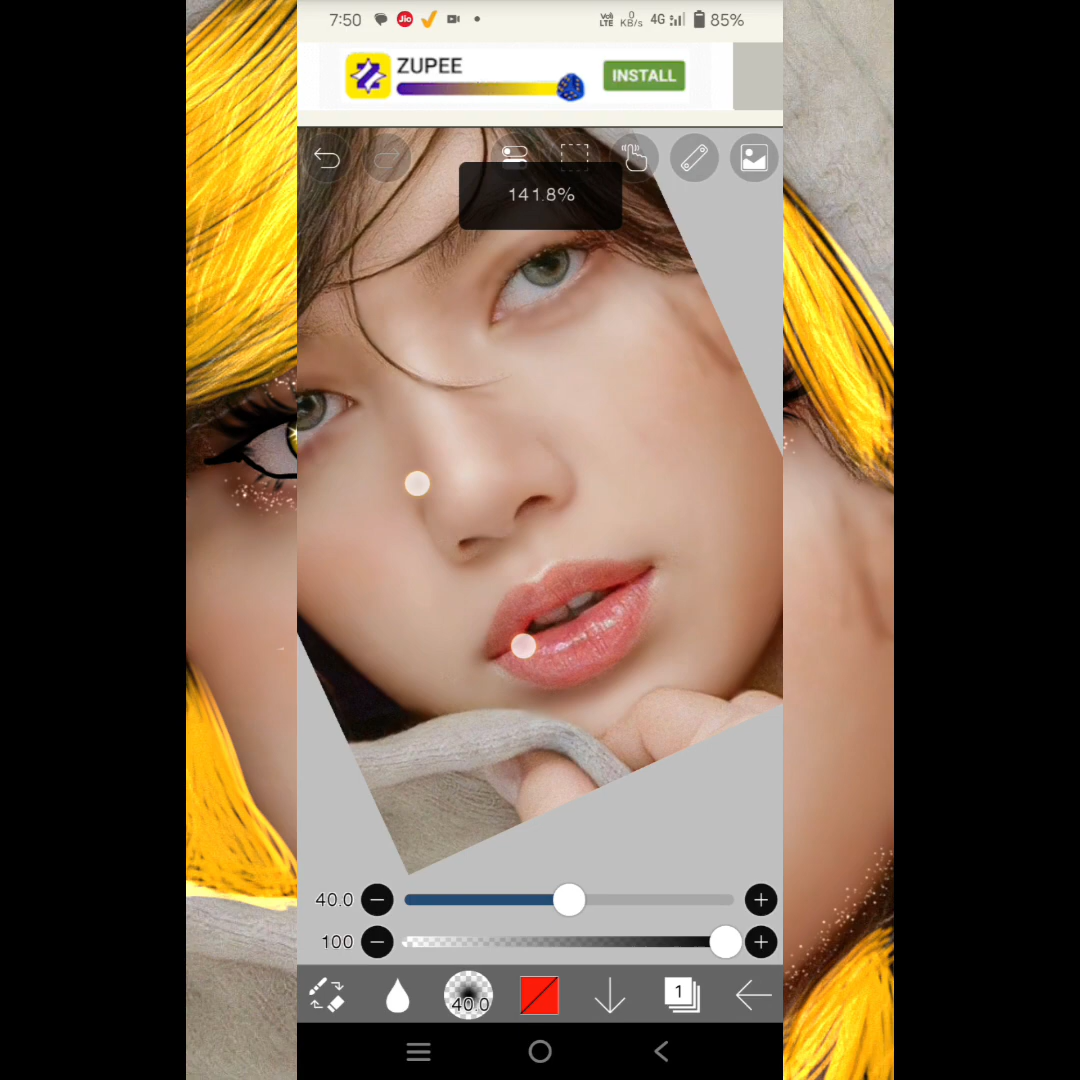 7:50 Jio Vo)) LTE 0 KB/s 4G 85%
ZUPEE
INSTALL
141.8%
40.0
100
40.0
1